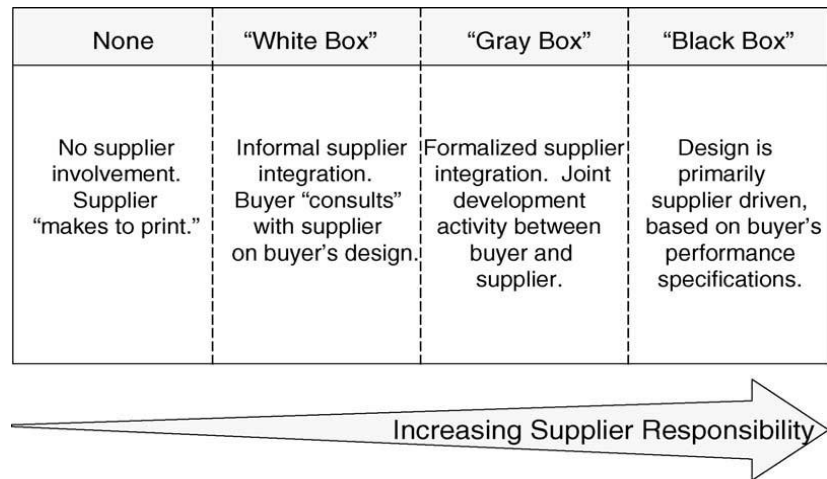 None
“White Box”
“Gray Box”
“Black Box”
No supplier
involvement.
Supplier
“makes to print.”
Informal supplier
integration.
Buyer “consults”
with supplier
on buyer’s design.
Formalized supplier
integration. Joint
development
activity between
buyer and
supplier.
Design is
primarily
supplier driven,
based on buyer’s
performance
specifications.
Increasing Supplier Responsibility